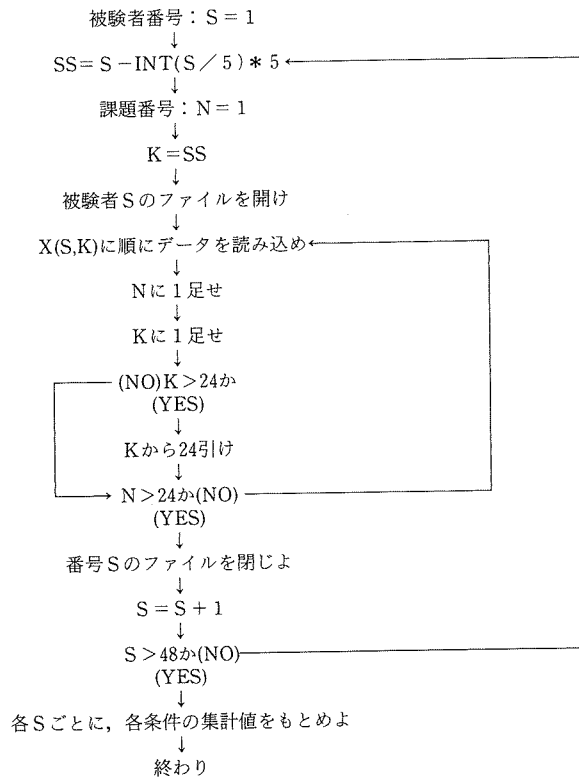 被験者番号：S＝1
↓
SS＝S－INT(S／5)＊5←
↓
課題番号：N＝1
↓
K＝SS
↓
被験者Sのファイルを開け
↓
X(S,K)に順にデータを読み込め←
↓
Nに1足せ
↓
Kに1足せ
↓
(NO)K＞24か
(YES)
↓
Kから24引け
↓
→N＞24か(NO)
(YES)
↓
番号Sのファイルを閉じよ
↓
S＝S＋1
↓
S＞48か(NO)
(YES)
↓
各Sごとに，各条件の集計値をもとめよ
↓
終わり